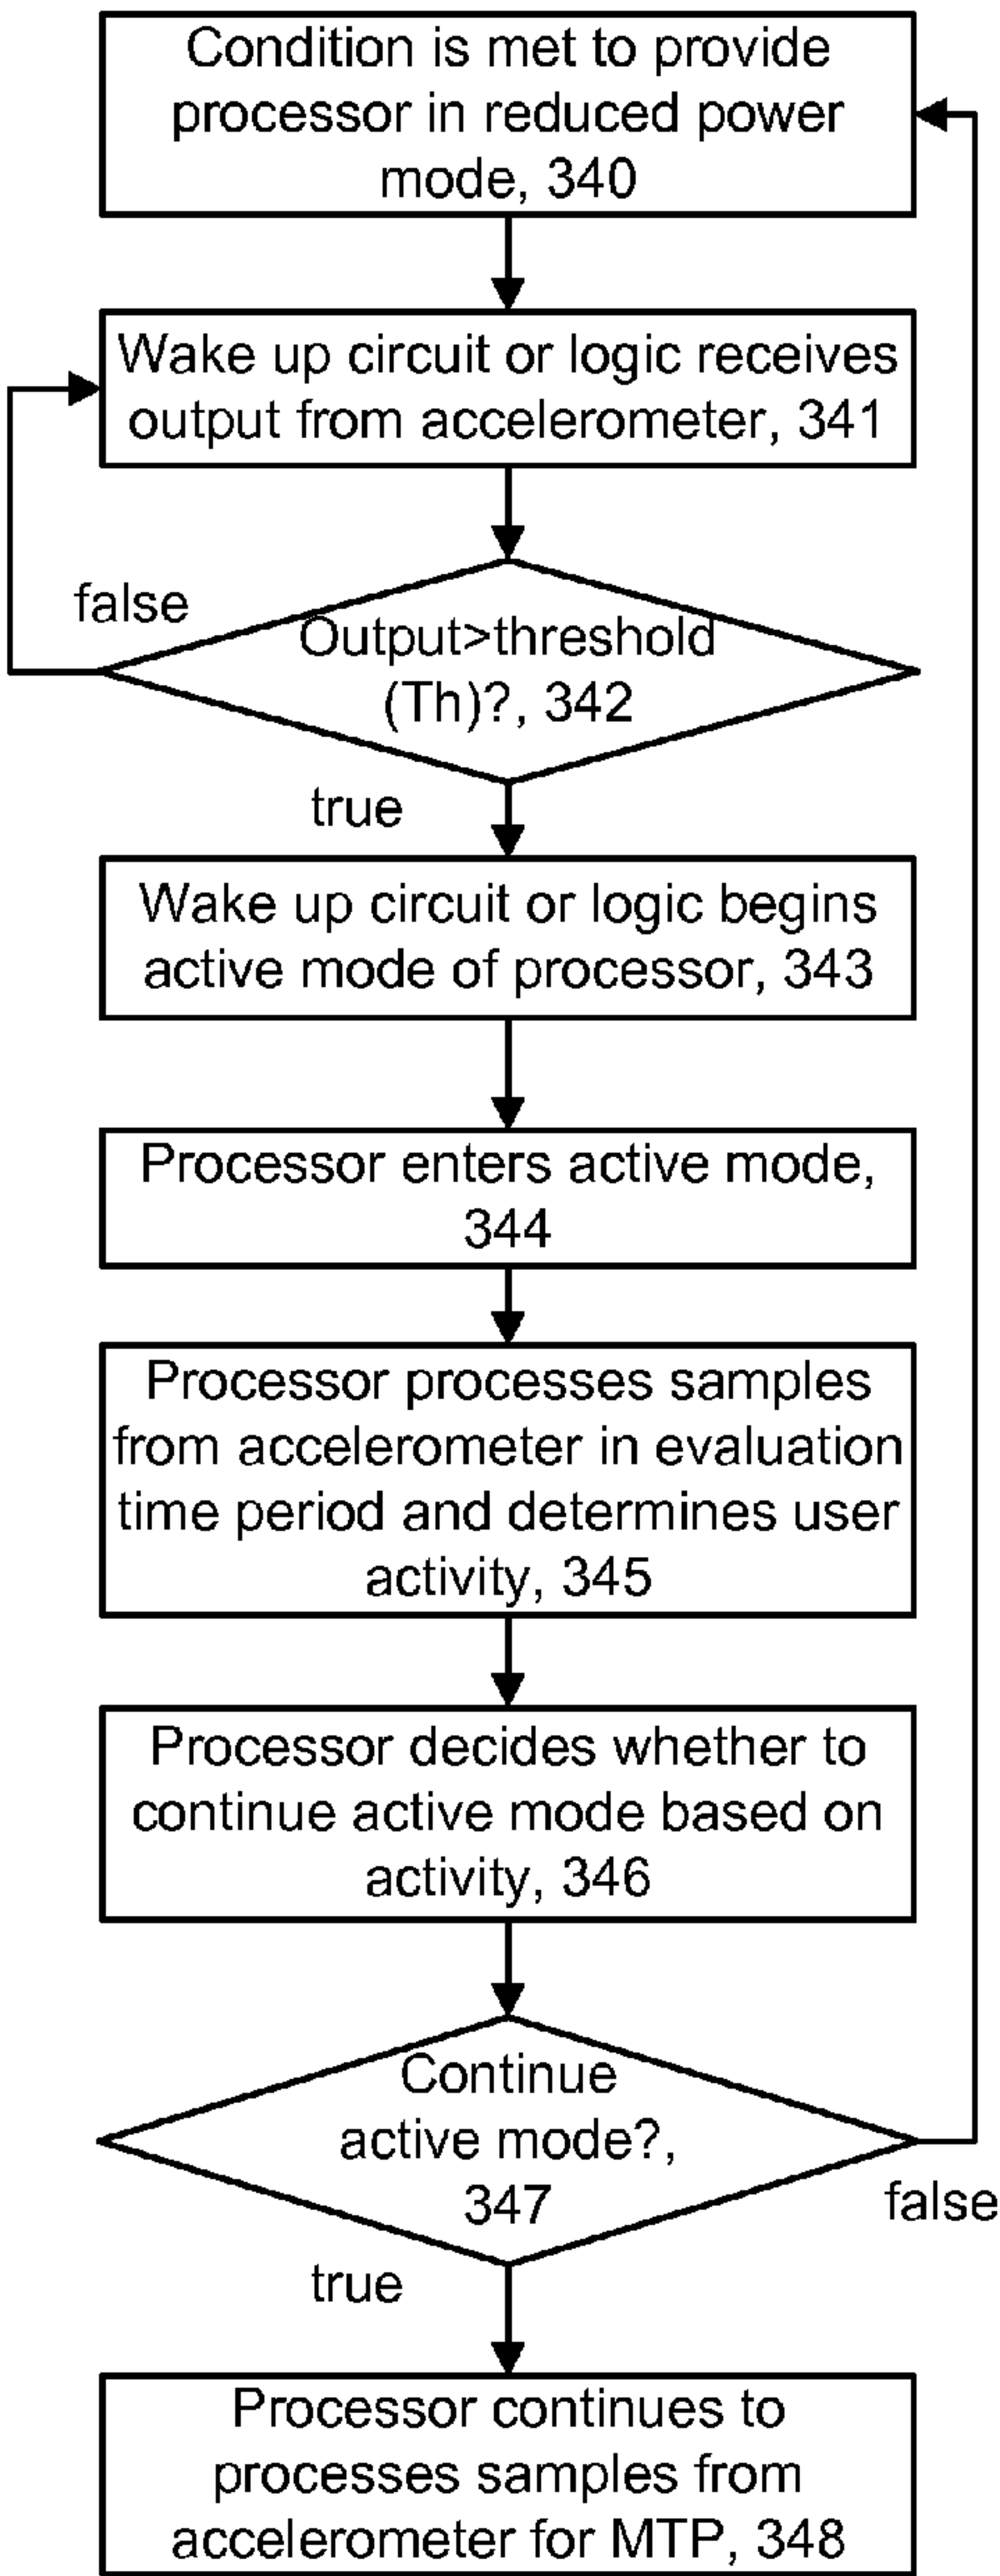 Condition is met to provide
processor in reduced power
mode, 340
Wake up circuit or logic receives
output from accelerometer, 341
false
Output>threshold
(Th)?, 342
true
Wake up circuit or logic begins
active mode of processor, 343
Processor enters active mode,
344
Processor processes samples
from accelerometer in evaluation
time period and determines user
activity, 345
Processor decides whether to
continue active mode based on
activity, 346
Continue
active mode?,
347
false
true
Processor continues to
processes samples from
accelerometer for MTP, 348